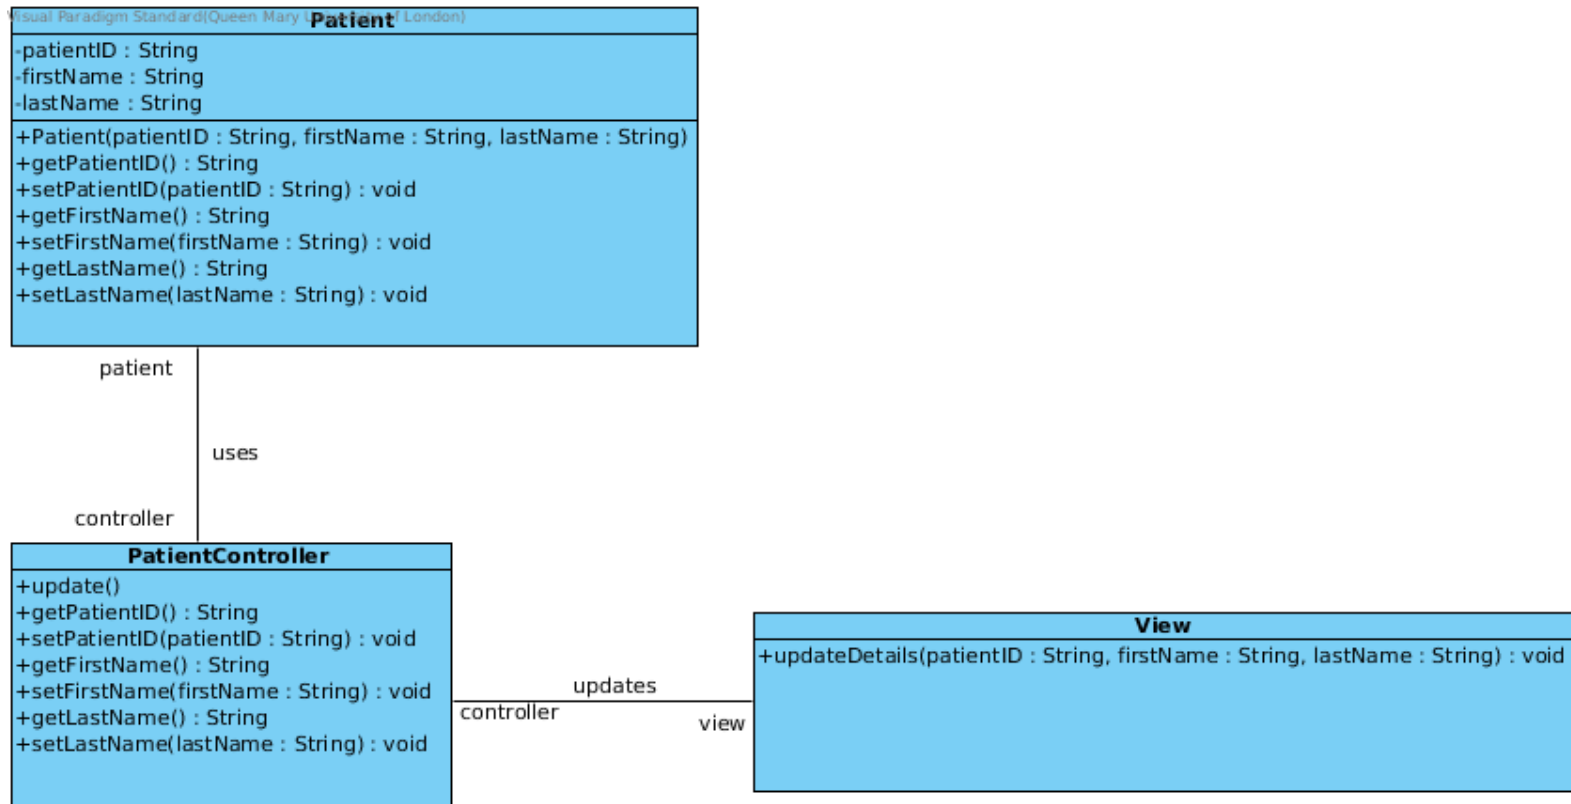 Visual Paradigm Standard(Queen Mary University of London)
Patient
-patientID : String
-firstName : String
-lastName : String
+Patient(patientID : String, firstName : String, lastName : String)
+getPatientID() : String
+setPatientID(patientID : String) : void
+getFirstName() : String
+setFirstName(firstName : String) : void
+getLastName() : String
+setLastName(lastName : String) : void
patient
uses
controller
PatientController
+update()
+getPatientID() : String
+setPatientID(patientID : String) : void
+getFirstName() : String
+setFirstName(firstName : String) : void
+getLastName() : String
+setLastName(lastName : String) : void
updates
controller
view
View
+updateDetails(patientID : String, firstName : String, lastName : String) : void